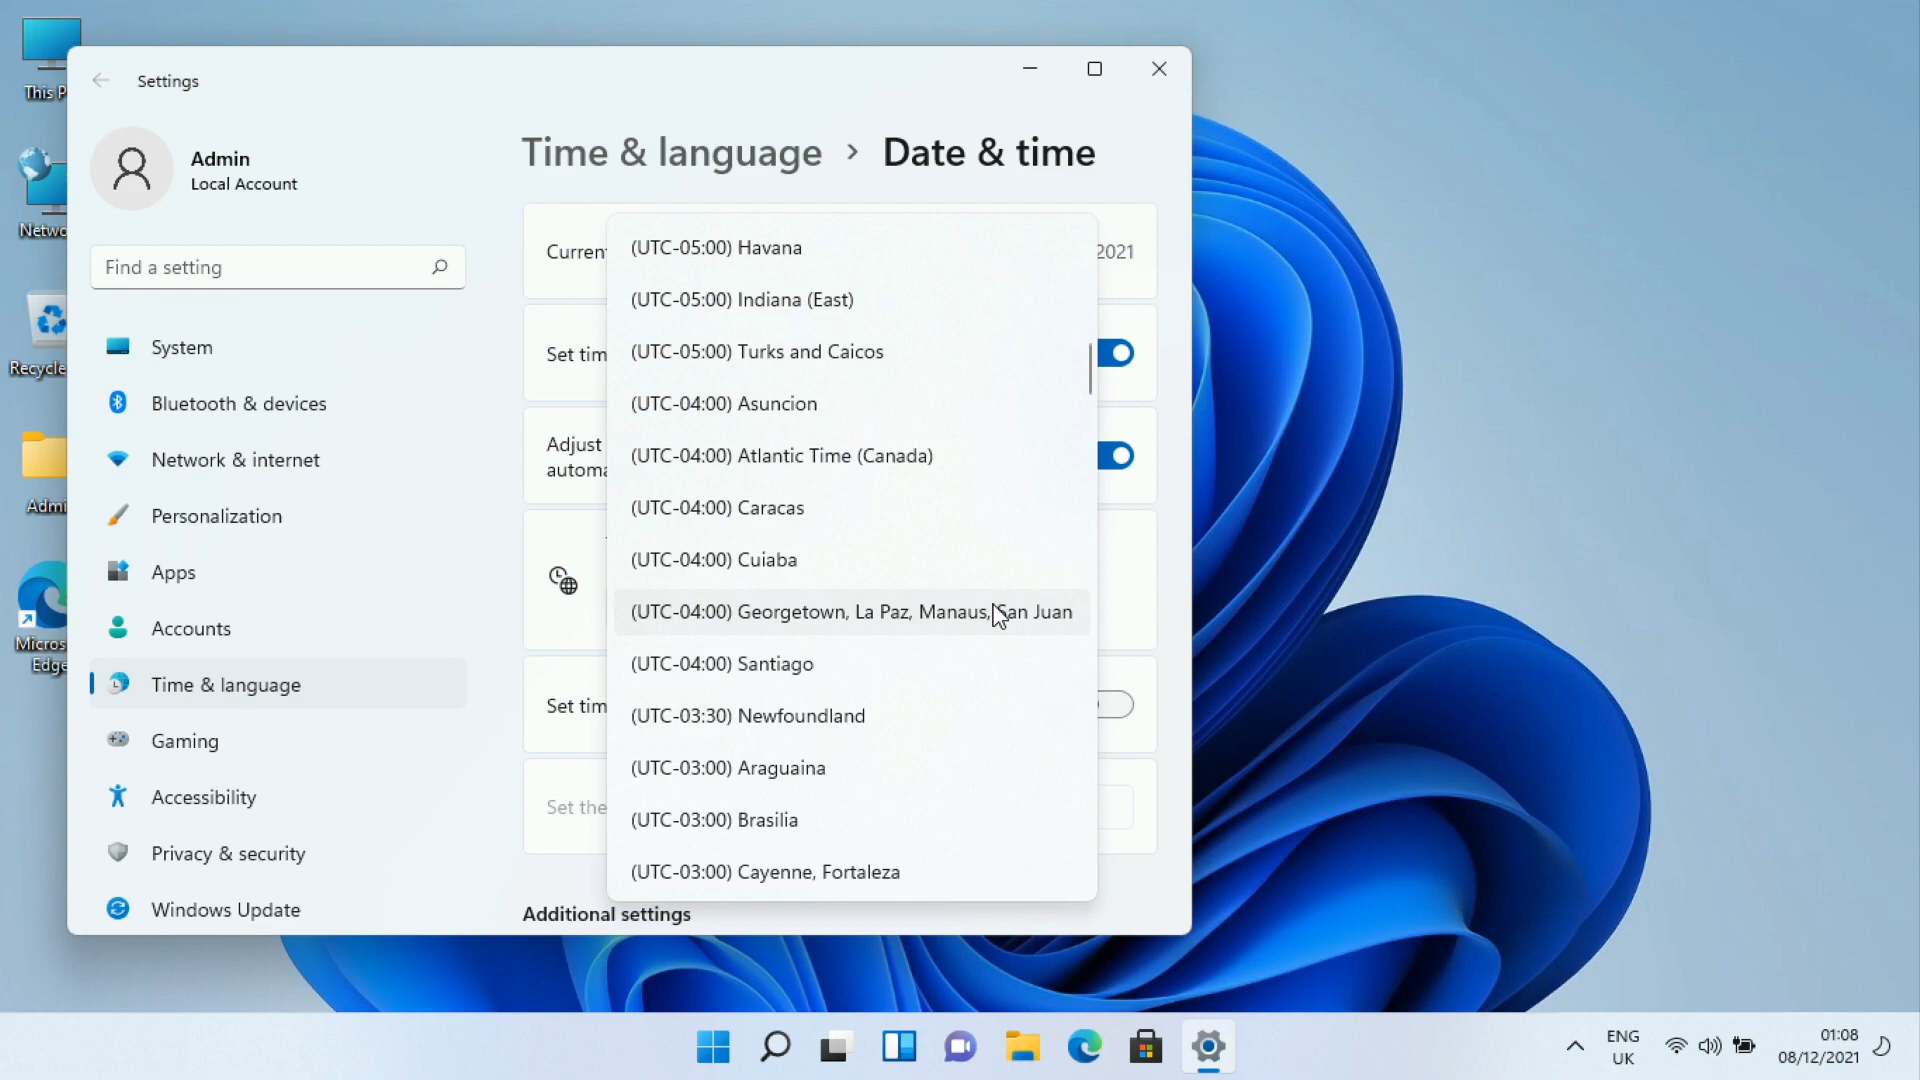 This P
Netwo
Recycle
Admi
Micros
Edge
Settings
Admin
Local Account
Find a setting
System
Bluetooth & devices
Network & internet
Personalization
Apps
Accounts
Time & language
Gaming
Accessibility
Privacy & security
Windows Update
Time & language > Date & time
Curren
2021
Set tim
Adjust
automa
Set tim
Set the
(UTC-05:00) Havana
(UTC-05:00) Indiana (East)
(UTC-05:00) Turks and Caicos
(UTC-04:00) Asuncion
(UTC-04:00) Atlantic Time (Canada)
(UTC-04:00) Caracas
(UTC-04:00) Cuiaba
(UTC-04:00) Georgetown, La Paz, Manaus, San Juan
(UTC-04:00) Santiago
(UTC-03:30) Newfoundland
(UTC-03:00) Araguaina
(UTC-03:00) Brasilia
(UTC-03:00) Cayenne, Fortaleza
Additional settings
ENG
UK
01:08
08/12/2021